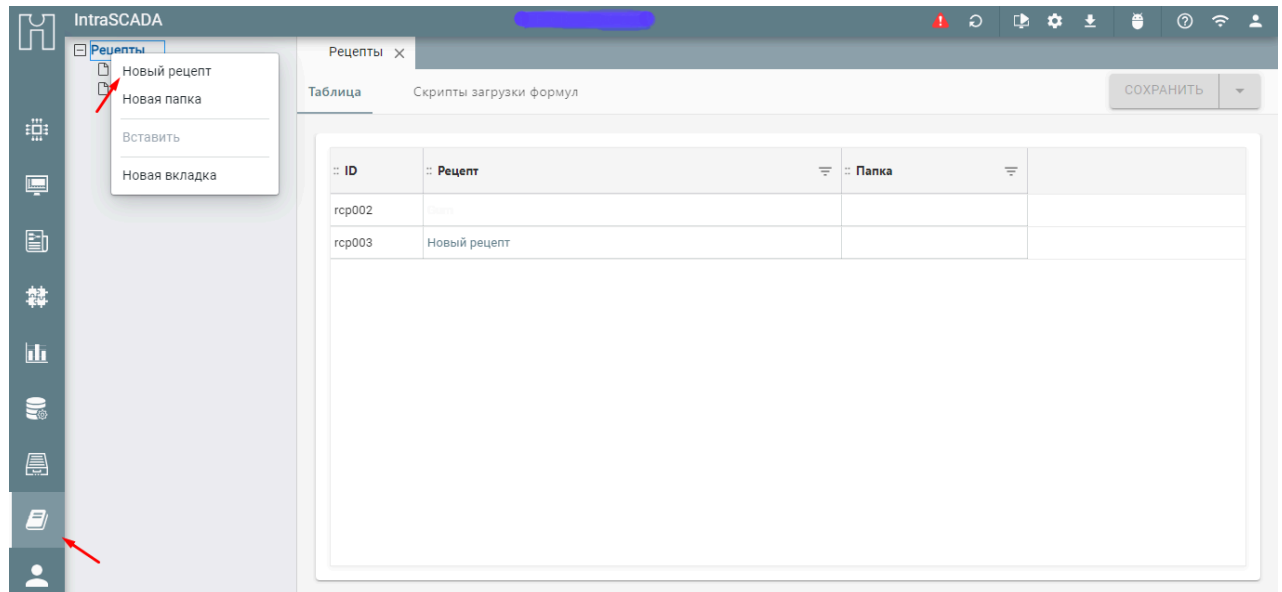 IntraSCADA
Рецепты
Новый рецепт
Новая папка
Вставить
Новая вкладка
Рецепты
Таблица Скрипты загрузки формул СОХРАНИТЬ
ID Рецепт Папка
rcp002
rcp003 Новый рецепт